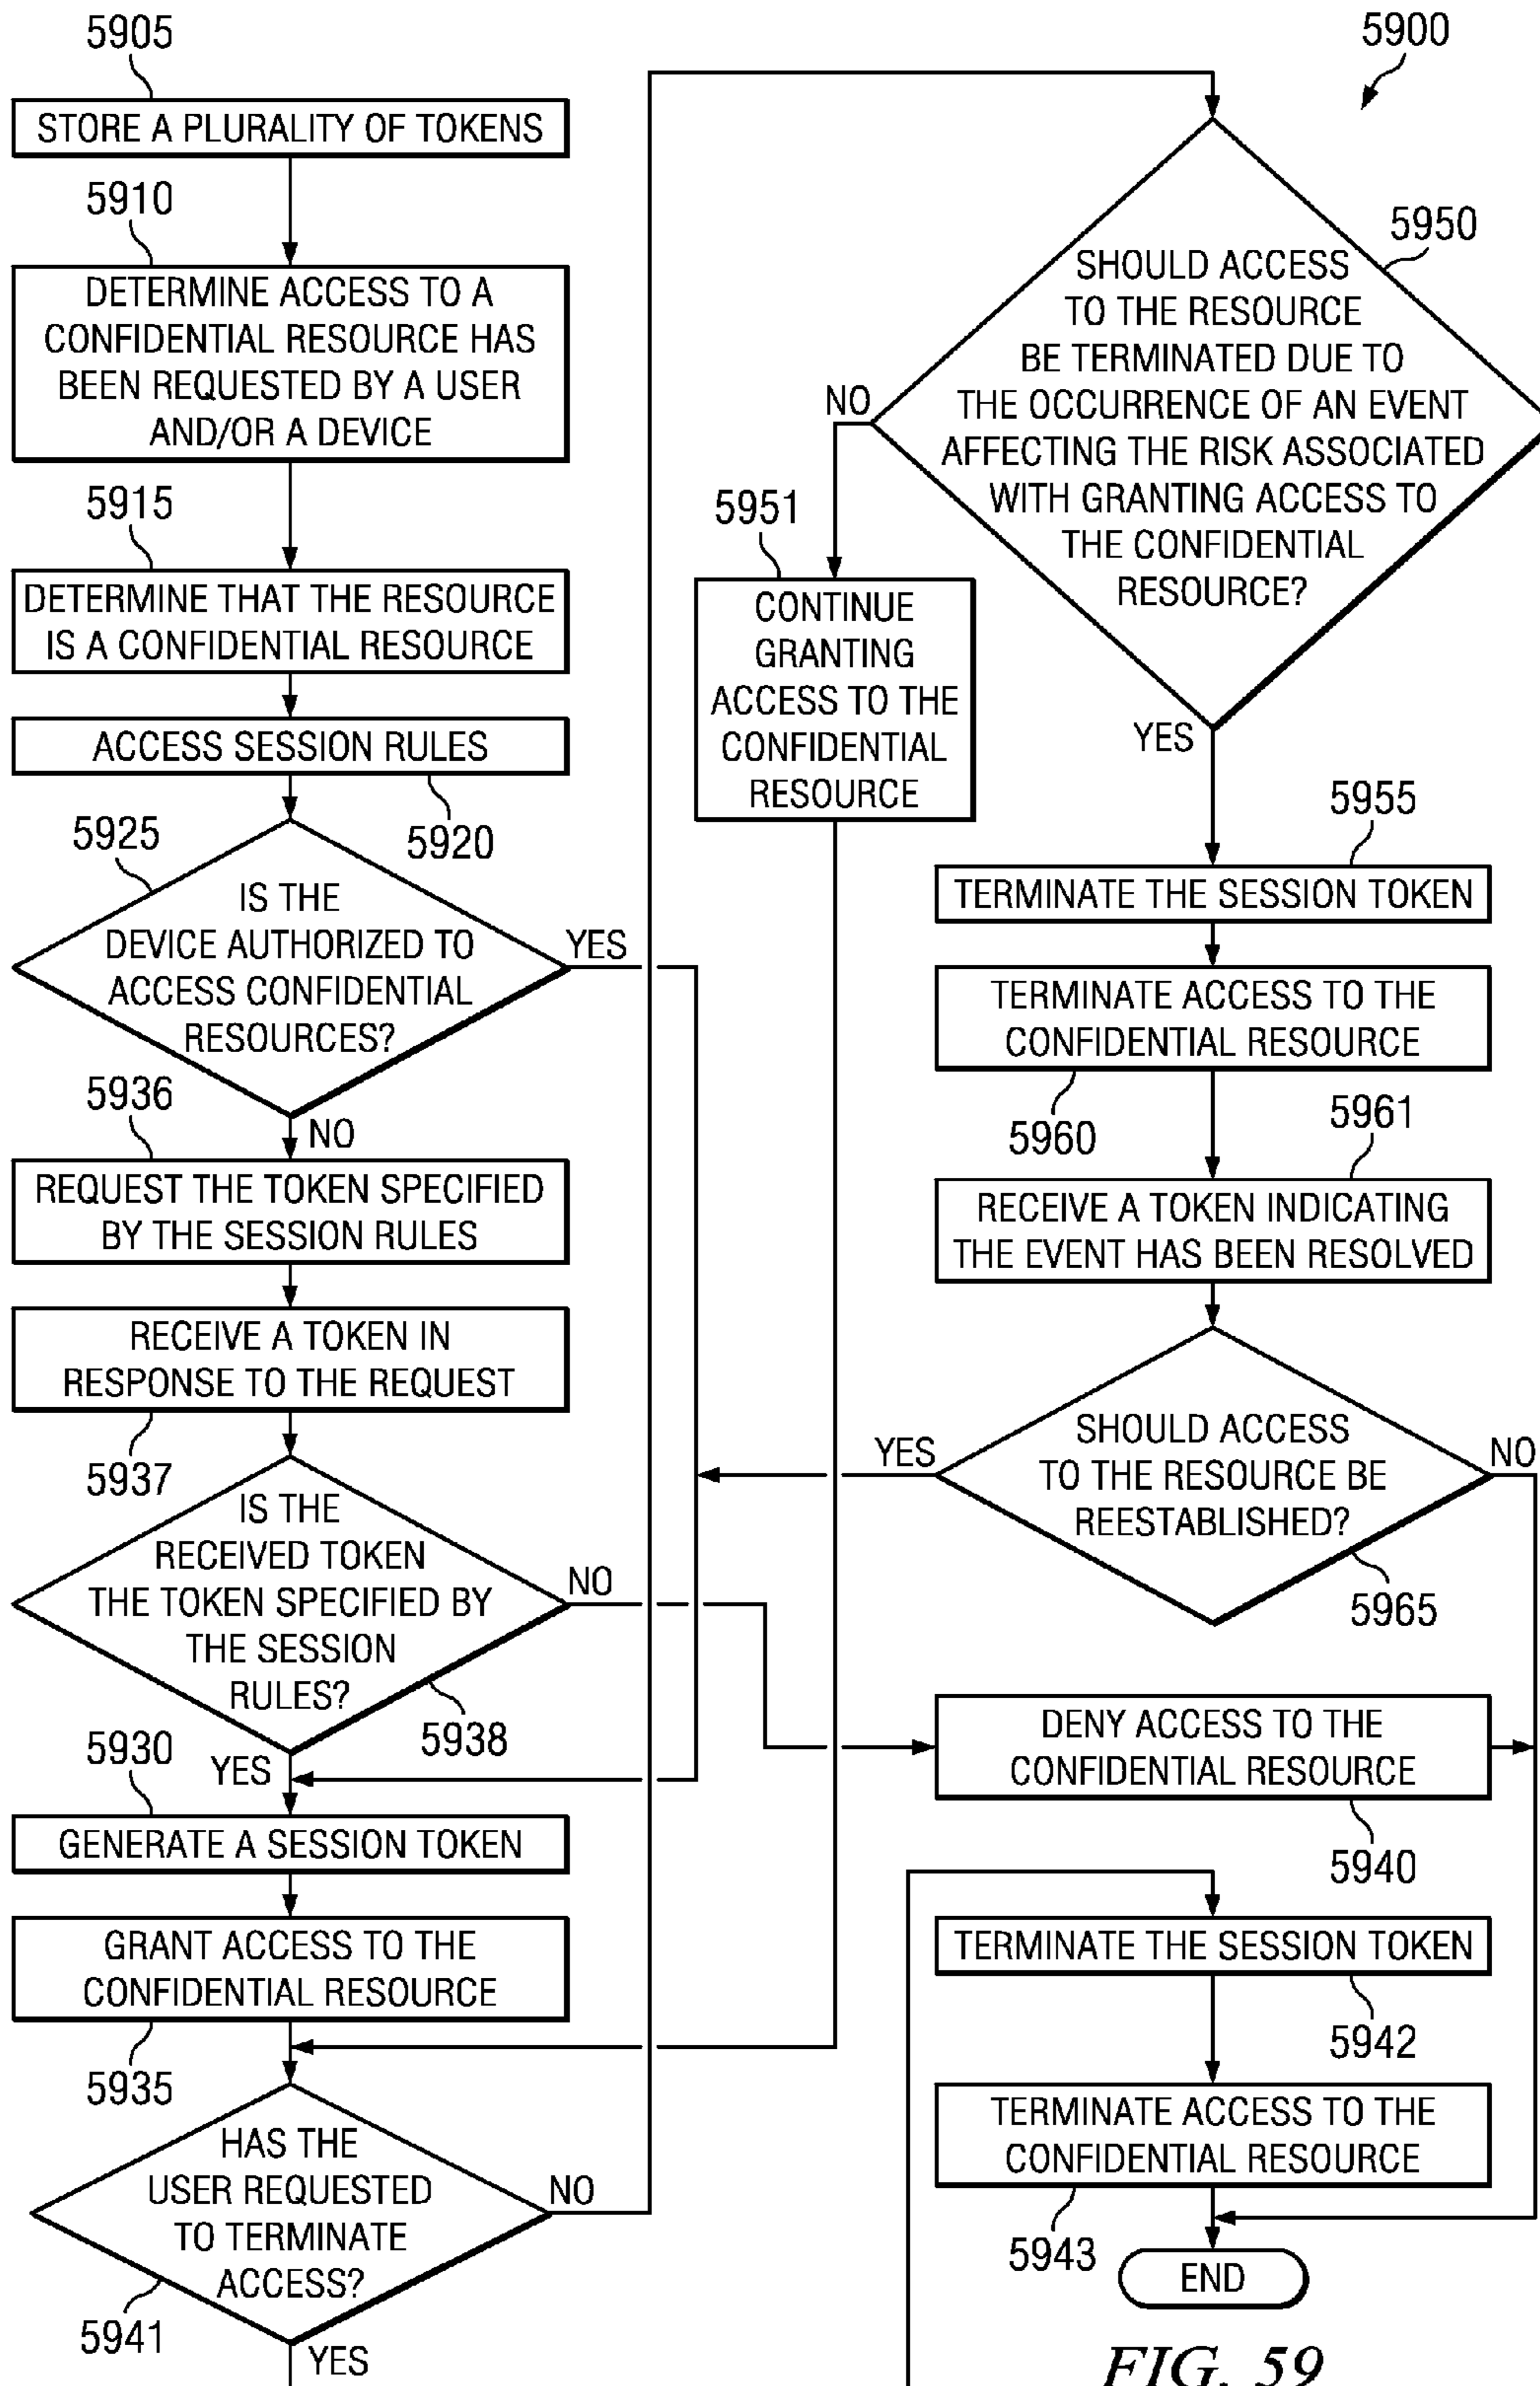 5905
STORE A PLURALITY OF TOKENS
5910
DETERMINE ACCESS TO A
CONFIDENTIAL RESOURCE HAS
BEEN REQUESTED BY A USER
AND/OR A DEVICE
5915
DETERMINE THAT THE RESOURCE
IS A CONFIDENTIAL RESOURCE
ACCESS SESSION RULES
5920
5925
IS THE
DEVICE AUTHORIZED TO
ACCESS CONFIDENTIAL
RESOURCES?
YES
NO
5936
REQUEST THE TOKEN SPECIFIED
BY THE SESSION RULES
RECEIVE A TOKEN IN
RESPONSE TO THE REQUEST
5937
IS THE
RECEIVED TOKEN
THE TOKEN SPECIFIED BY
THE SESSION
RULES?
NO
5938
YES
5930
GENERATE A SESSION TOKEN
GRANT ACCESS TO THE
CONFIDENTIAL RESOURCE
5935
HAS THE
USER REQUESTED
TO TERMINATE
ACCESS?
NO
5941
YES
5900
5950
SHOULD ACCESS
TO THE RESOURCE
BE TERMINATED DUE TO
THE OCCURRENCE OF AN EVENT
AFFECTING THE RISK ASSOCIATED
WITH GRANTING ACCESS TO
THE CONFIDENTIAL
RESOURCE?
NO
YES
5951
CONTINUE
GRANTING
ACCESS TO THE
CONFIDENTIAL
RESOURCE
5955
TERMINATE THE SESSION TOKEN
TERMINATE ACCESS TO THE
CONFIDENTIAL RESOURCE
5960
5961
RECEIVE A TOKEN INDICATING
THE EVENT HAS BEEN RESOLVED
SHOULD ACCESS
TO THE RESOURCE BE
REESTABLISHED?
YES
NO
5965
DENY ACCESS TO THE
CONFIDENTIAL RESOURCE
5940
TERMINATE THE SESSION TOKEN
5942
TERMINATE ACCESS TO THE
CONFIDENTIAL RESOURCE
5943
END
FIG. 59